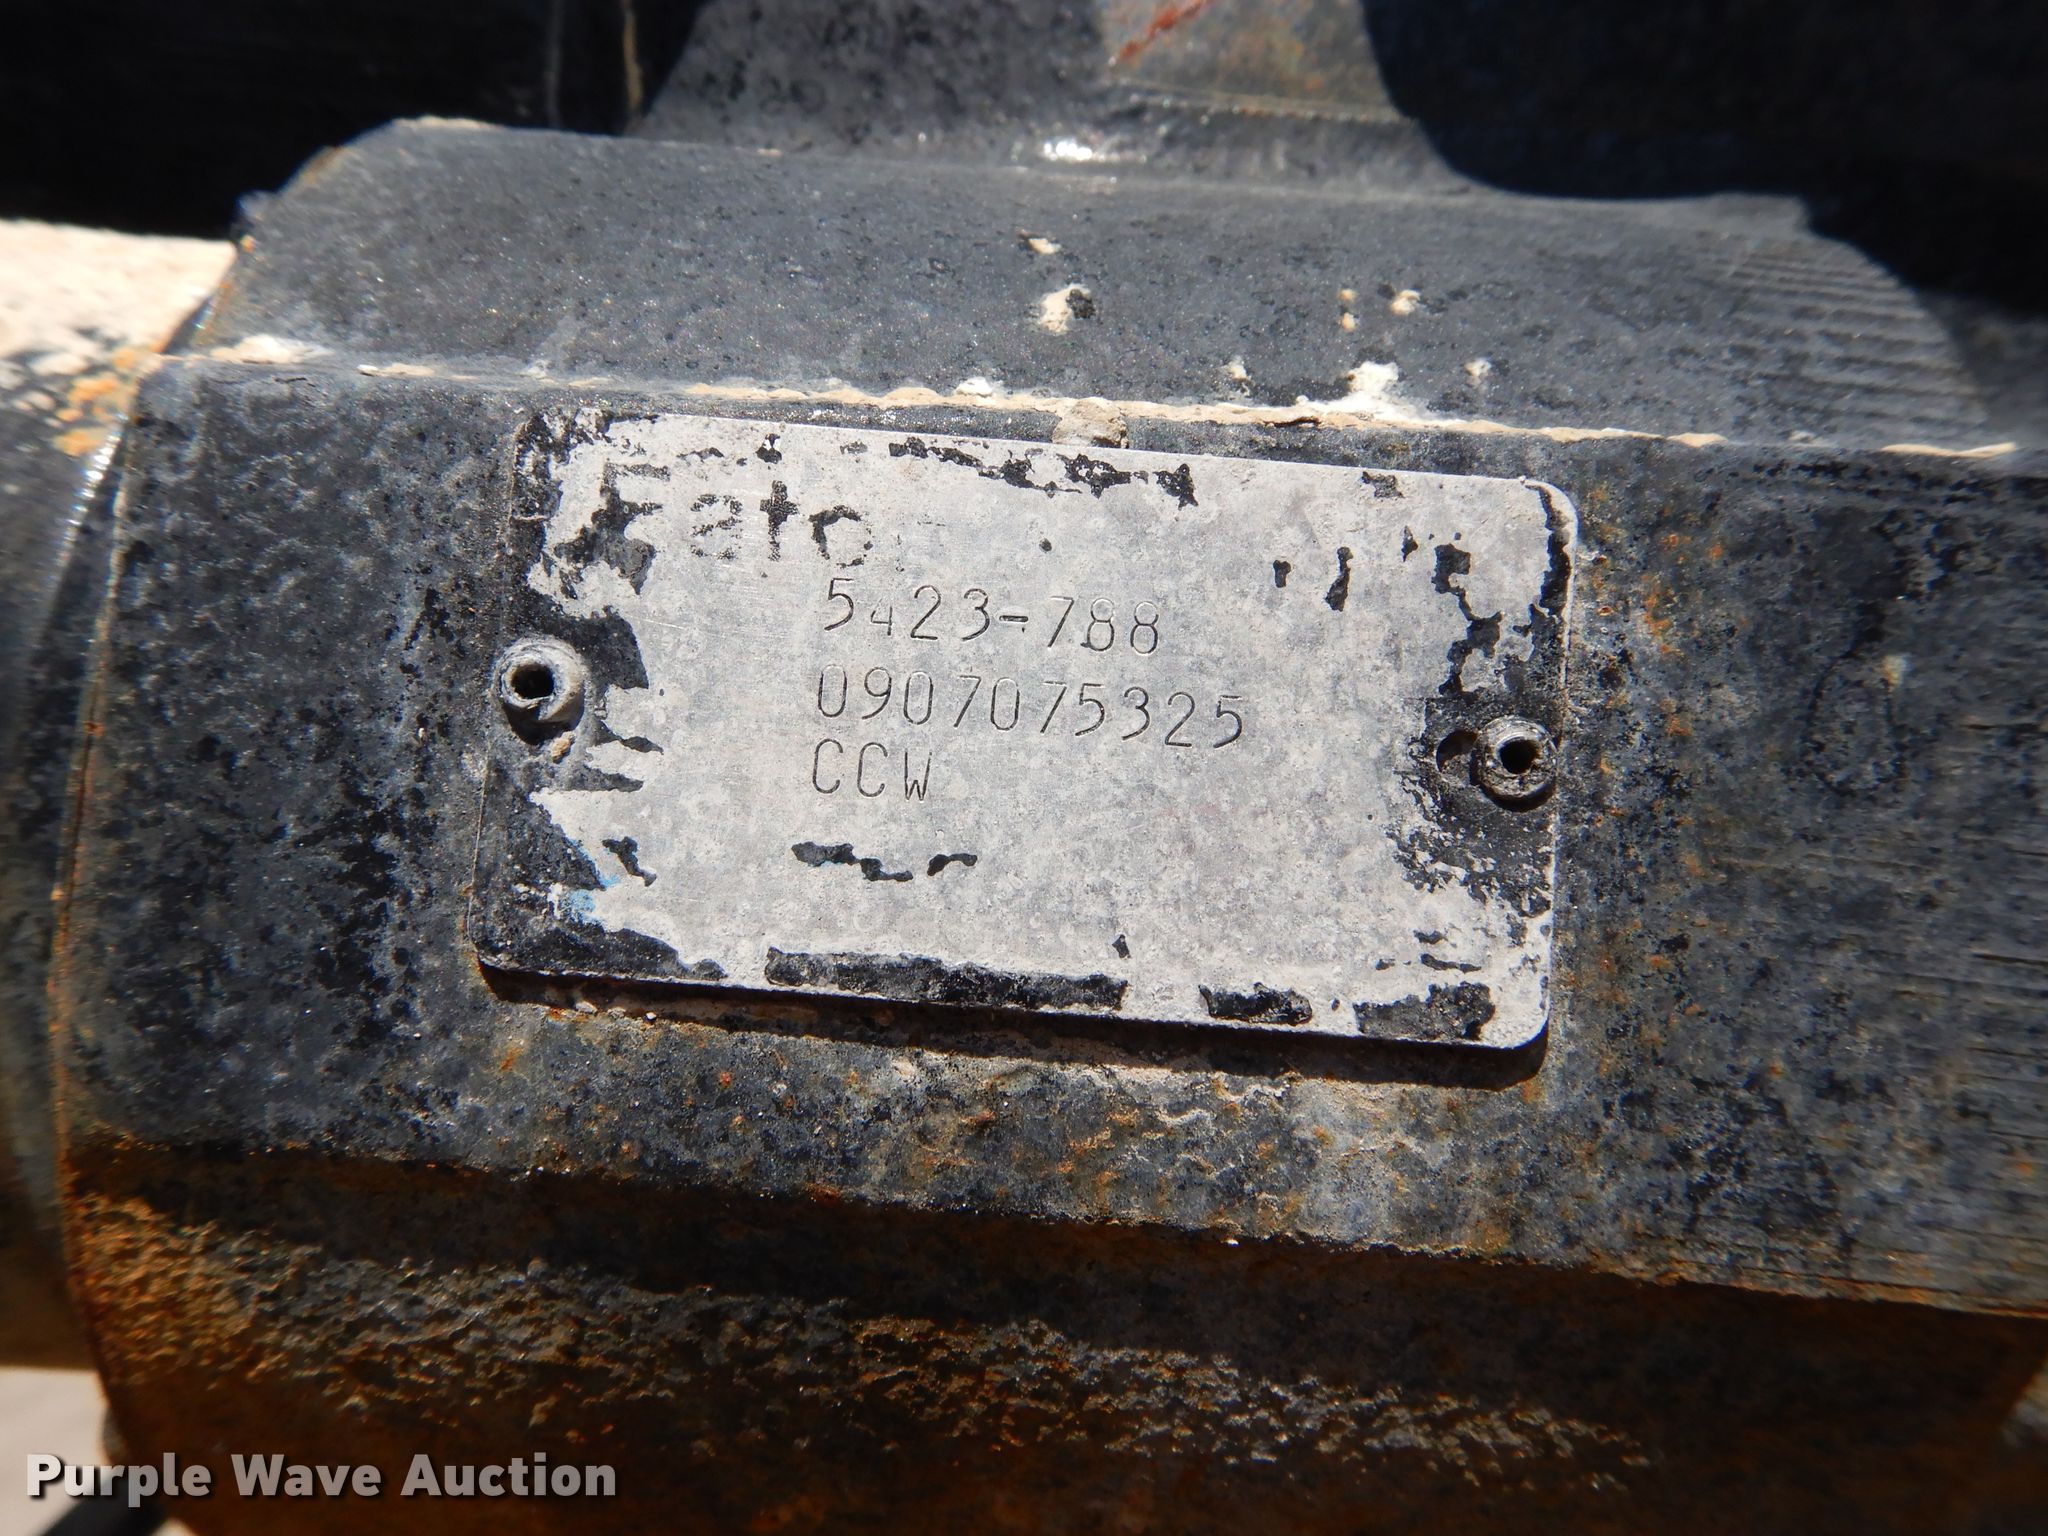 Eato
5423-788
0907075325
CCW
Purple Wave Auction